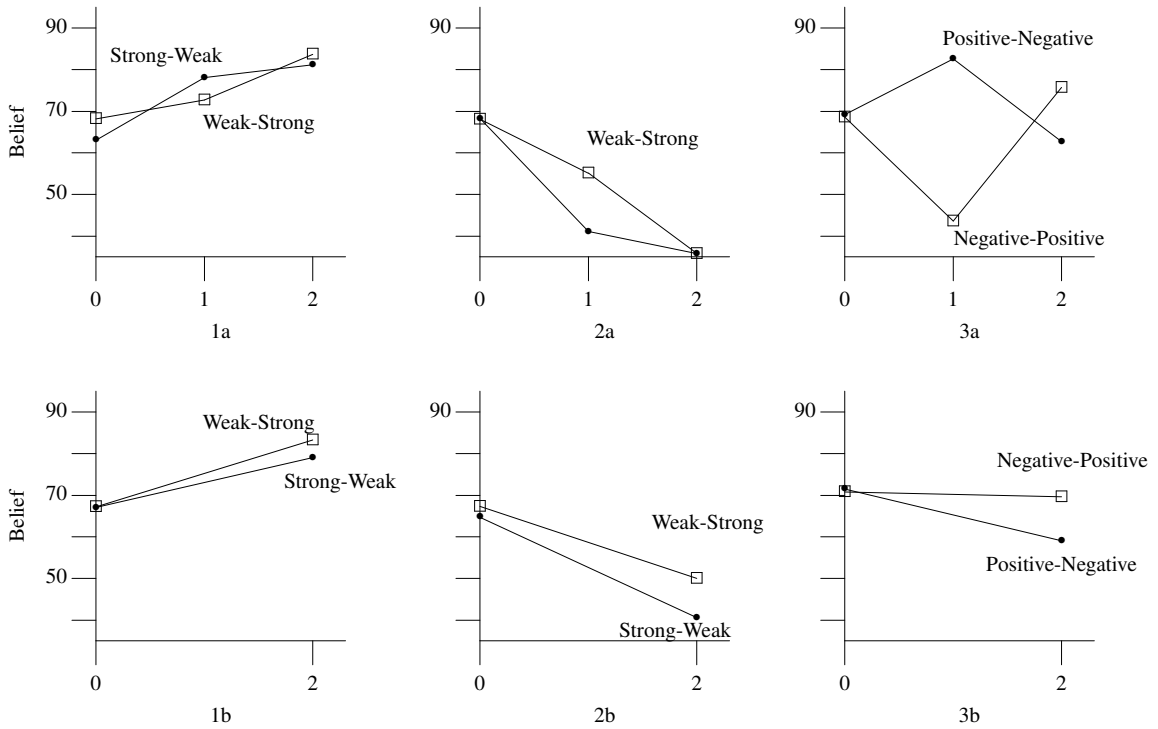 90
70
50
Belief
Strong-Weak
Weak-Strong
0 1 2
1a
90
Weak-Strong
0 1 2
2a
90
Positive-Negative
Negative-Positive
0 1 2
3a
90
70
50
Belief
Weak-Strong
Strong-Weak
0 2
1b
90
Weak-Strong
Strong-Weak
0 2
2b
90
Negative-Positive
Positive-Negative
0 2
3b